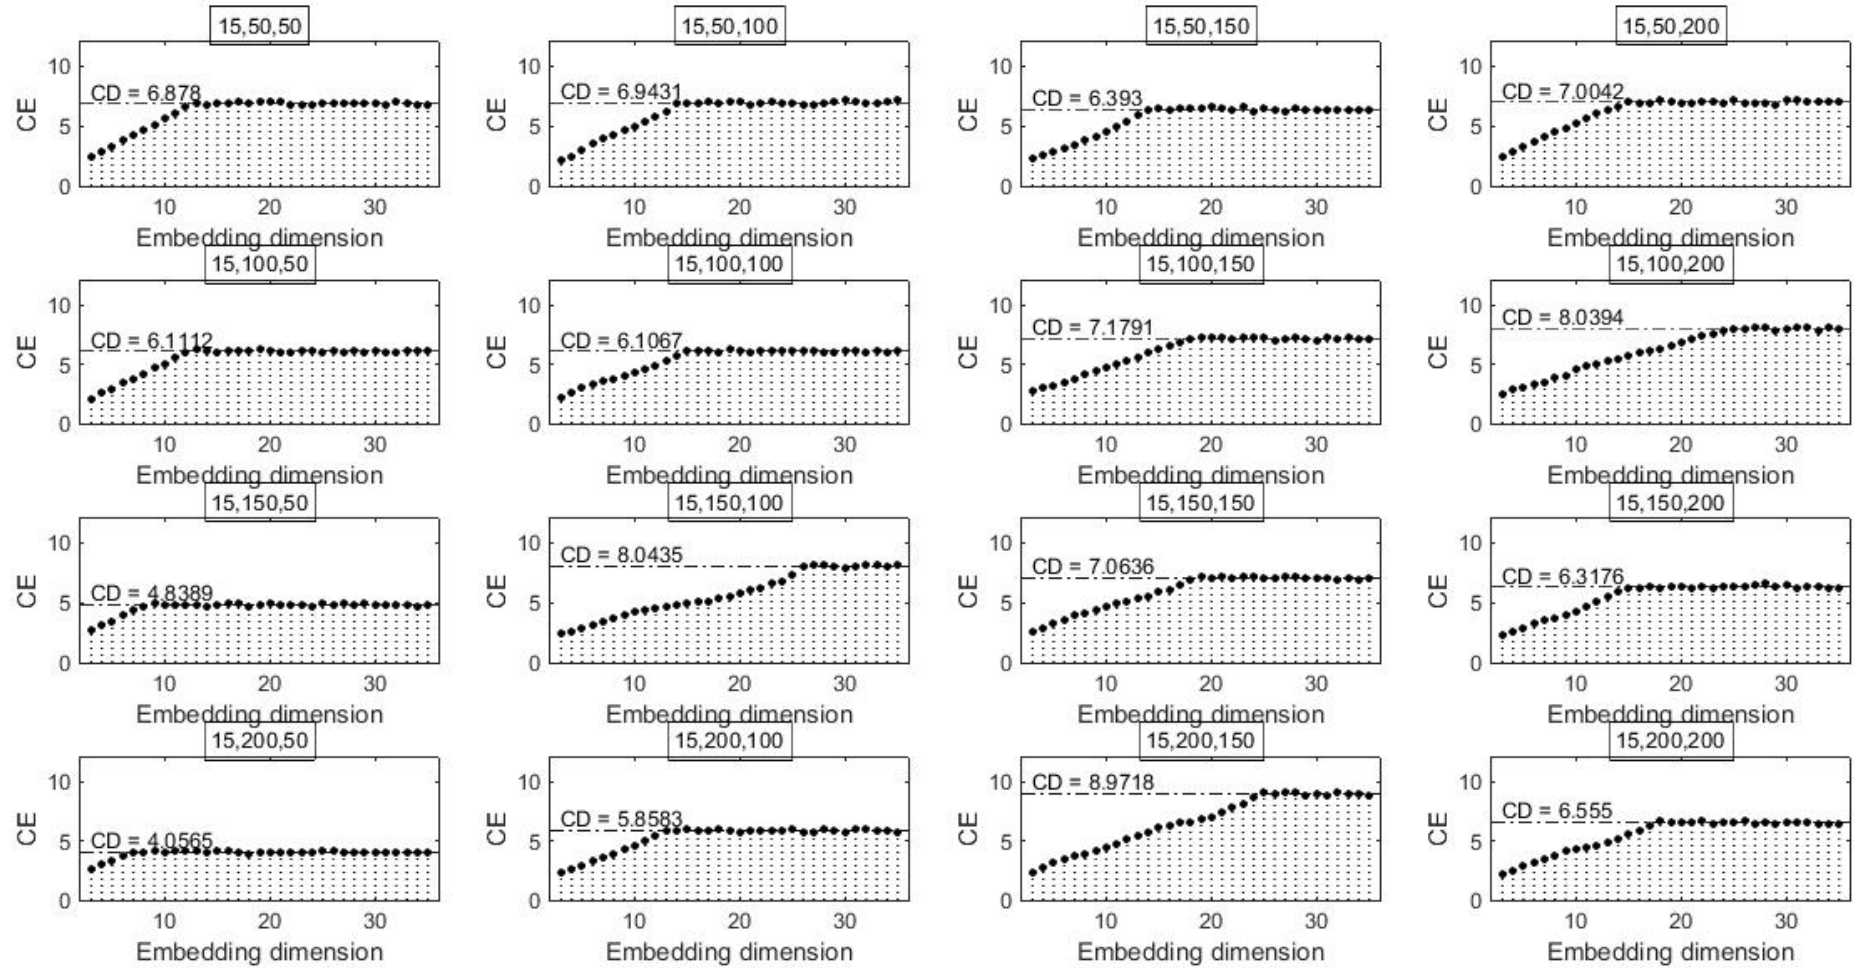 15,50,50
CE
10
5
0
CD = 6.878
10 20 30
Embedding dimension
15,50,100
10
5
0
CD = 6.9431
10 20 30
Embedding dimension
15,50,150
CE
10
5
0
CD = 6.393
10 20 30
Embedding dimension
15,50,200
CE
10
5
0
CD = 7.0042
10 20 30
Embedding dimension
15,100,50
CE
10
5
0
CD = 6.1112
10 20 30
Embedding dimension
15,100,100
CE
10
5
0
CD = 6.1067
10 20 30
Embedding dimension
15,100,150
CE
10
5
0
CD = 7.1791
10 20 30
Embedding dimension
15,100,200
CE
10
5
0
CD = 8.0394
10 20 30
Embedding dimension
15,150,50
CE
10
5
0
CD = 4.8389
10 20 30
Embedding dimension
15,150,100
CE
10
5
0
CD = 8.0435
10 20 30
Embedding dimension
15,150,150
CE
10
5
0
CD = 7.0636
10 20 30
Embedding dimension
15,150,200
CE
10
5
0
CD = 6.3176
10 20 30
Embedding dimension
15,200,50
CE
10
5
0
CD = 4.0565
10 20 30
Embedding dimension
15,200,100
CE
10
5
0
CD = 5.8583
10 20 30
Embedding dimension
15,200,150
CE
10
5
0
CD = 8.9718
10 20 30
Embedding dimension
15,200,200
CE
10
5
0
CD = 6.555
10 20 30
Embedding dimension